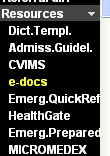 Resources
Dict.Templ.
Admiss.Guidel.
CVIMS
e-docs
Emerg.QuickRef
HealthGate
Emerg.Prepared
MICROMEDEX